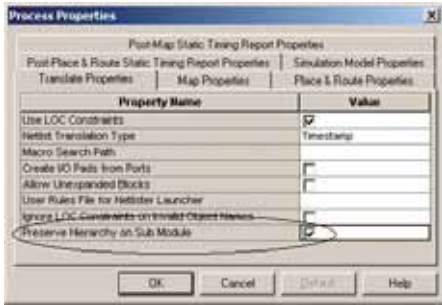 Process Properties
Post-Map Static Timing Report Properties
Post-Place & Route Static Timing Report Properties Simulation Model Properties
Translate Properties Map Properties Place & Route Properties
Property Name Value
Use LOC Constraints
Netlist Translation Type Timestamp
Macro Search Path
Create I/O Pads from Ports
Allow Unexpanded Blocks
User Rules File for Netlister Launcher
Ignore LOC Constraints on Invalid Object Names
Preserve Hierarchy on Sub Module
OK Cancel Default Help